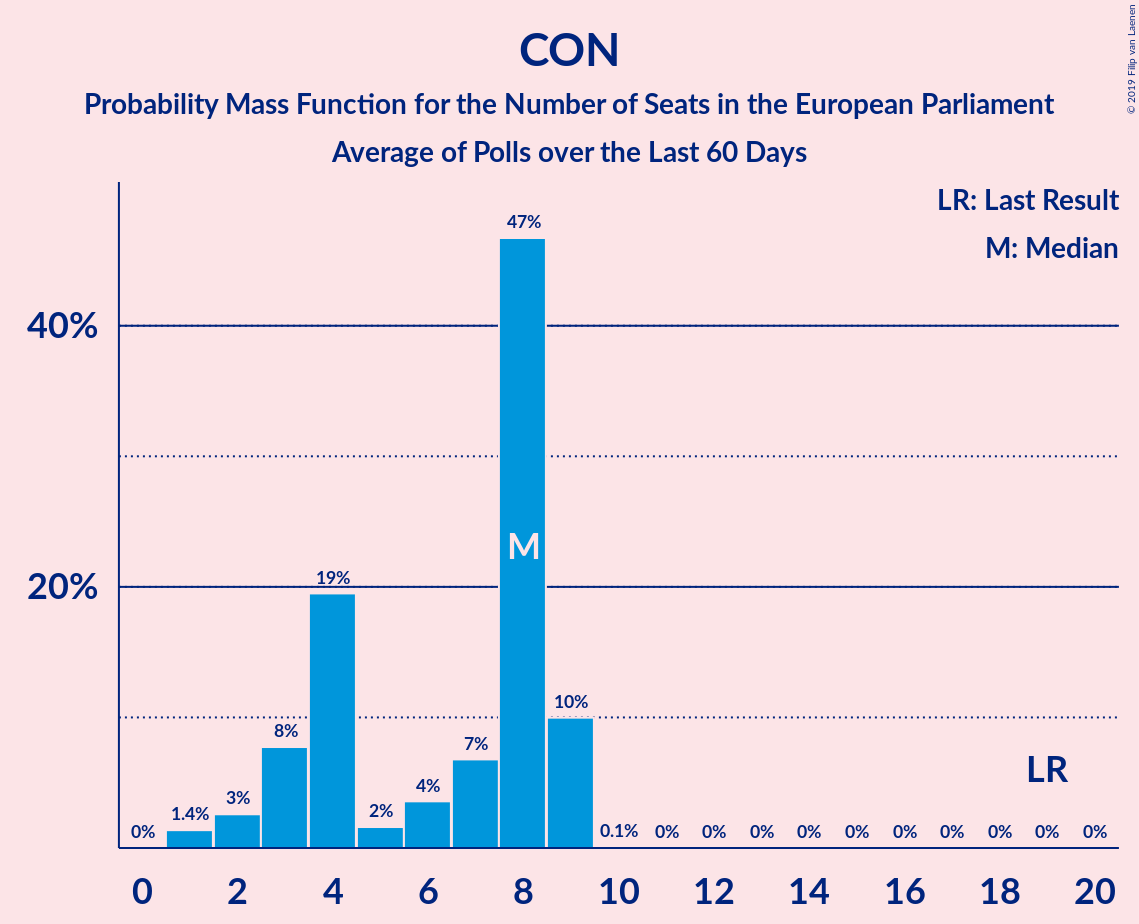 CON
Probability Mass Function for the Number of Seats in the European Parliament
Average of Polls over the Last 60 Days
© 2019 Filip van Laenen
LR: Last Result
M: Median
47%
40%
M
19%
20%
10%
8%
7%
LR
4%
3%
2%
1.4%
0% 0.1% 0% 0% 0% 0% 0% 0% 0% 0% 0% 0%
0 2 4 6 8 10 12 14 16 18 20